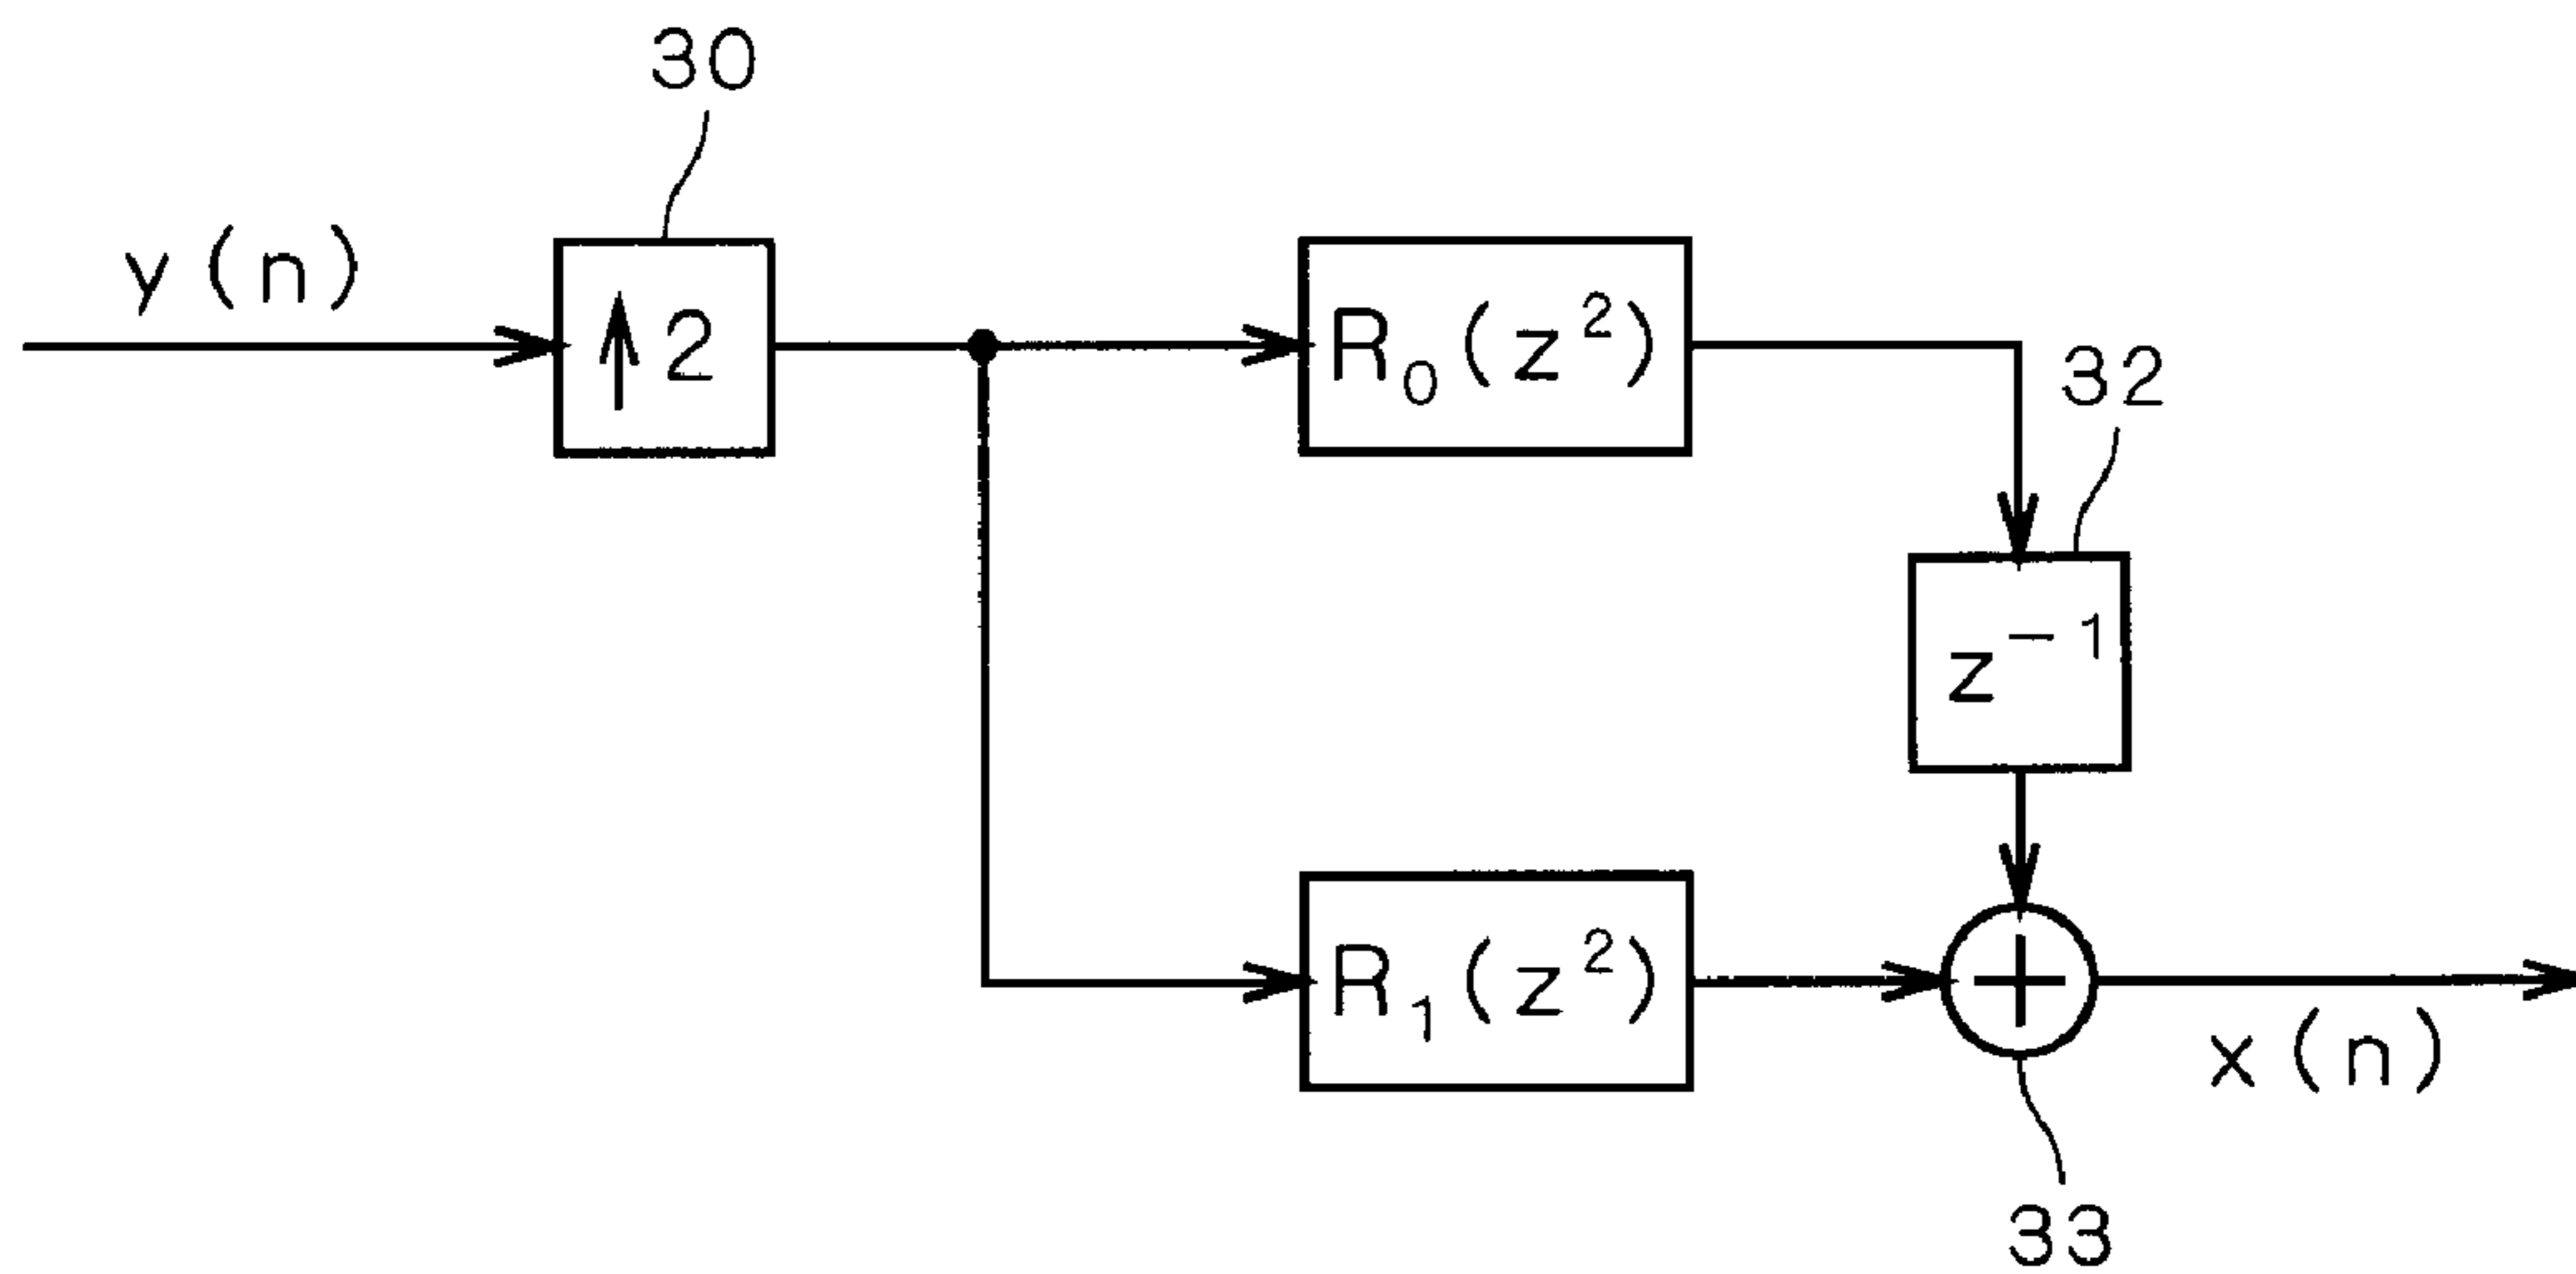 30
y(n)
↑2
R₀(z²)
32
z⁻¹
R₁(z²)
+
x(n)
33